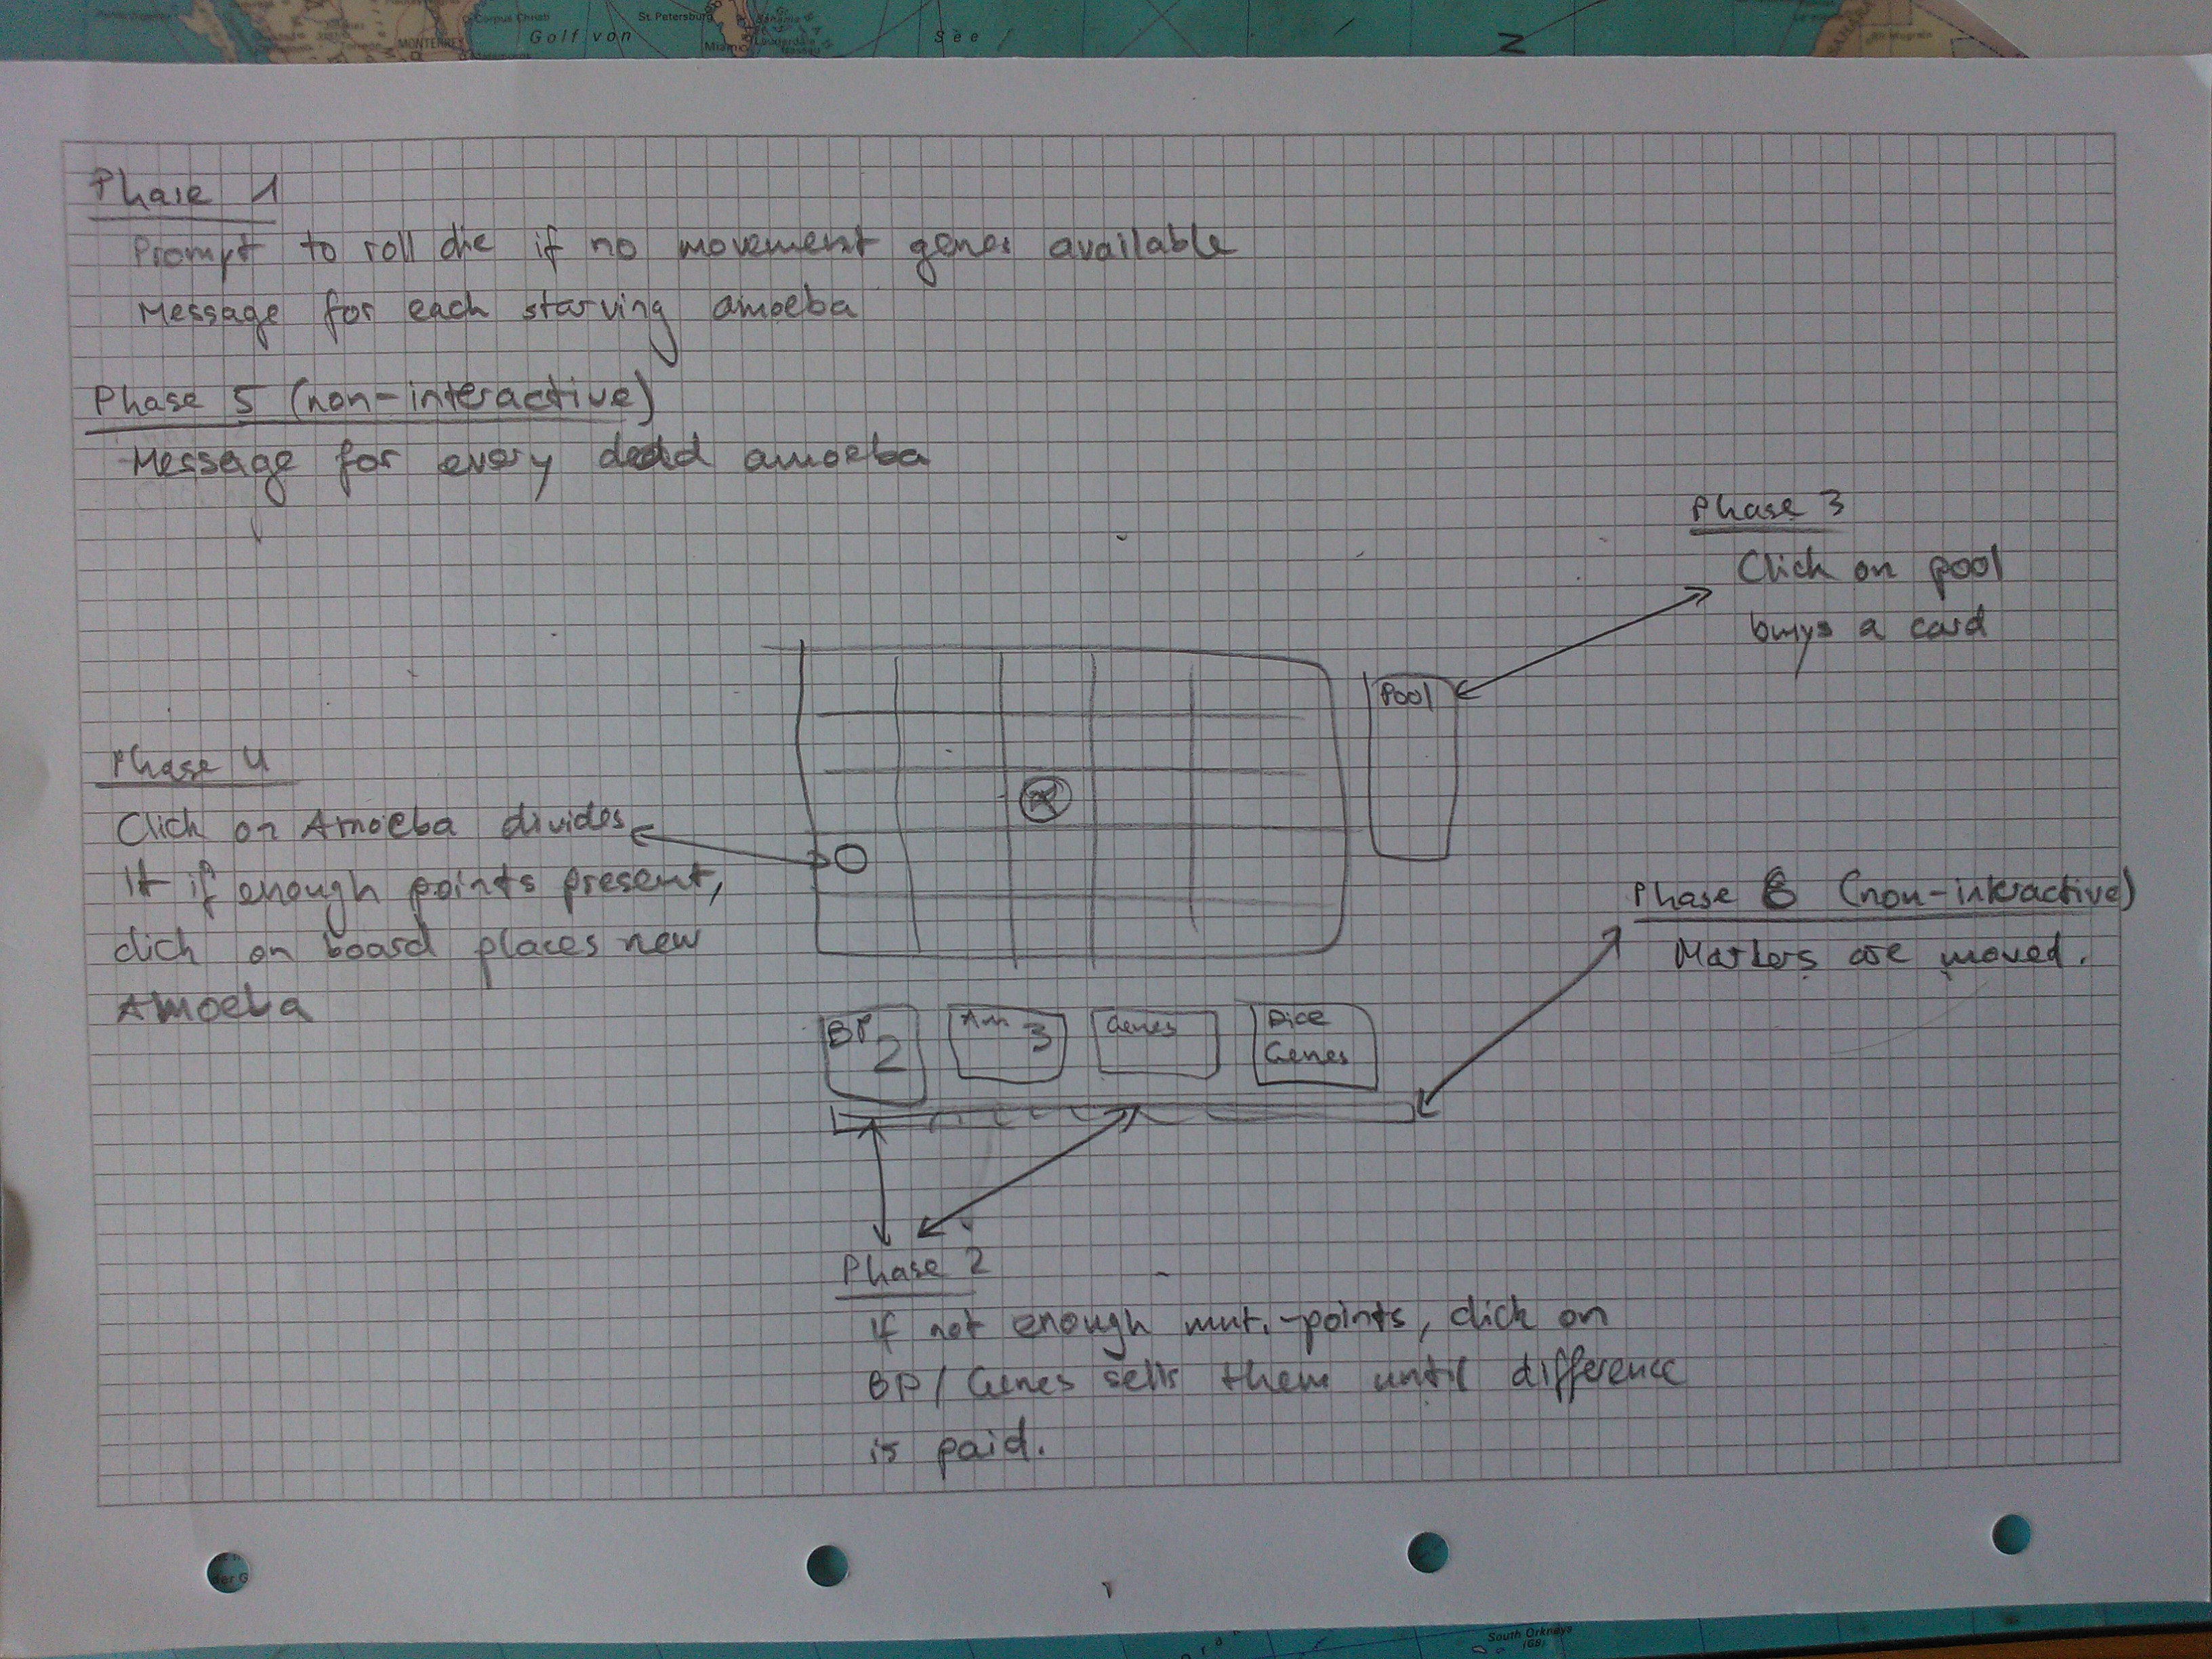 Corpus Christi
St. Petersburg
MONTERREY
Golf von
Miami
See
Z
Phase 1
Prompt to roll die if no movement genes available
Message for each starving amoeba
Phase 5 (non-interactive)
Message for every dead amoeba
Phase 3
Click on pool
buys a card
Pool
Phase 4
Click on Amoeba divides
It if enough points present,
click on board places new
Amoeba
Phase 6 (non-interactive)
Markers are moved.
BP 2
Am 3
Genes
Dice
Genes
Phase 2
If not enough mut.-points, click on
BP/Genes sells them until difference
is paid.
der G
South Orkneys
(GB)